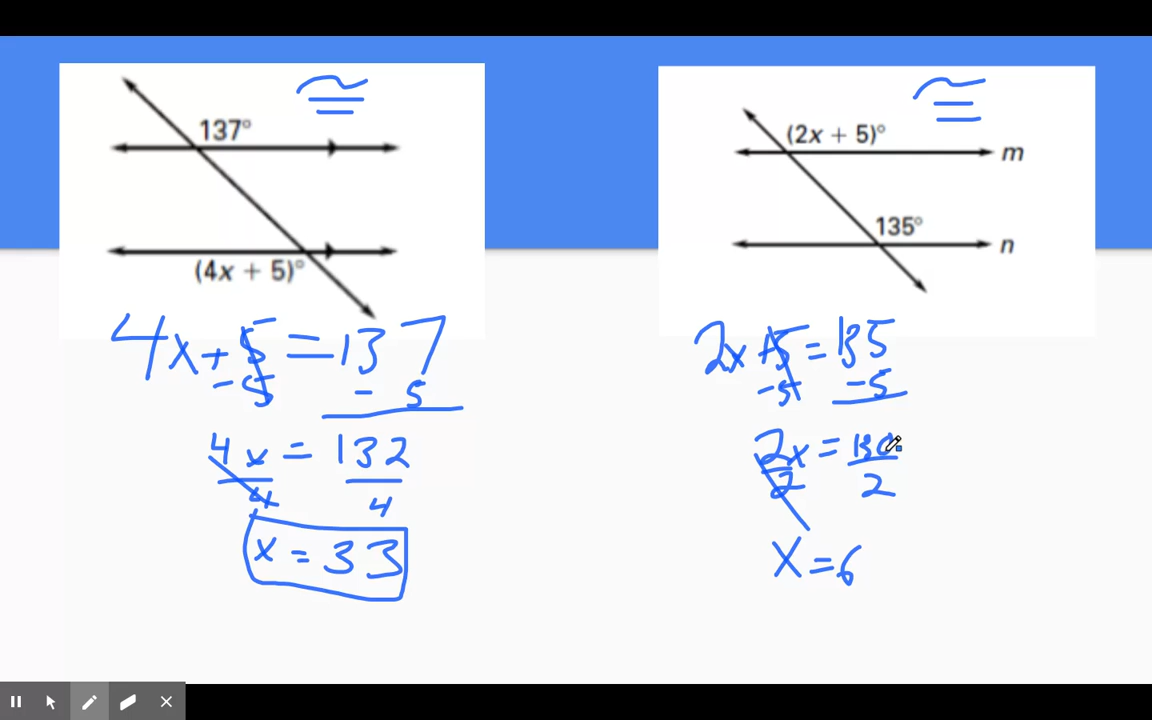 ≅
137°
(4x + 5)°
4x + 5 = 137
- 5 - 5
4x = 132
4 4
x = 33
≅
(2x + 5)°
m
135°
n
2x + 5 = 135
- 5 - 5
2x = 130
2 2
x = 6